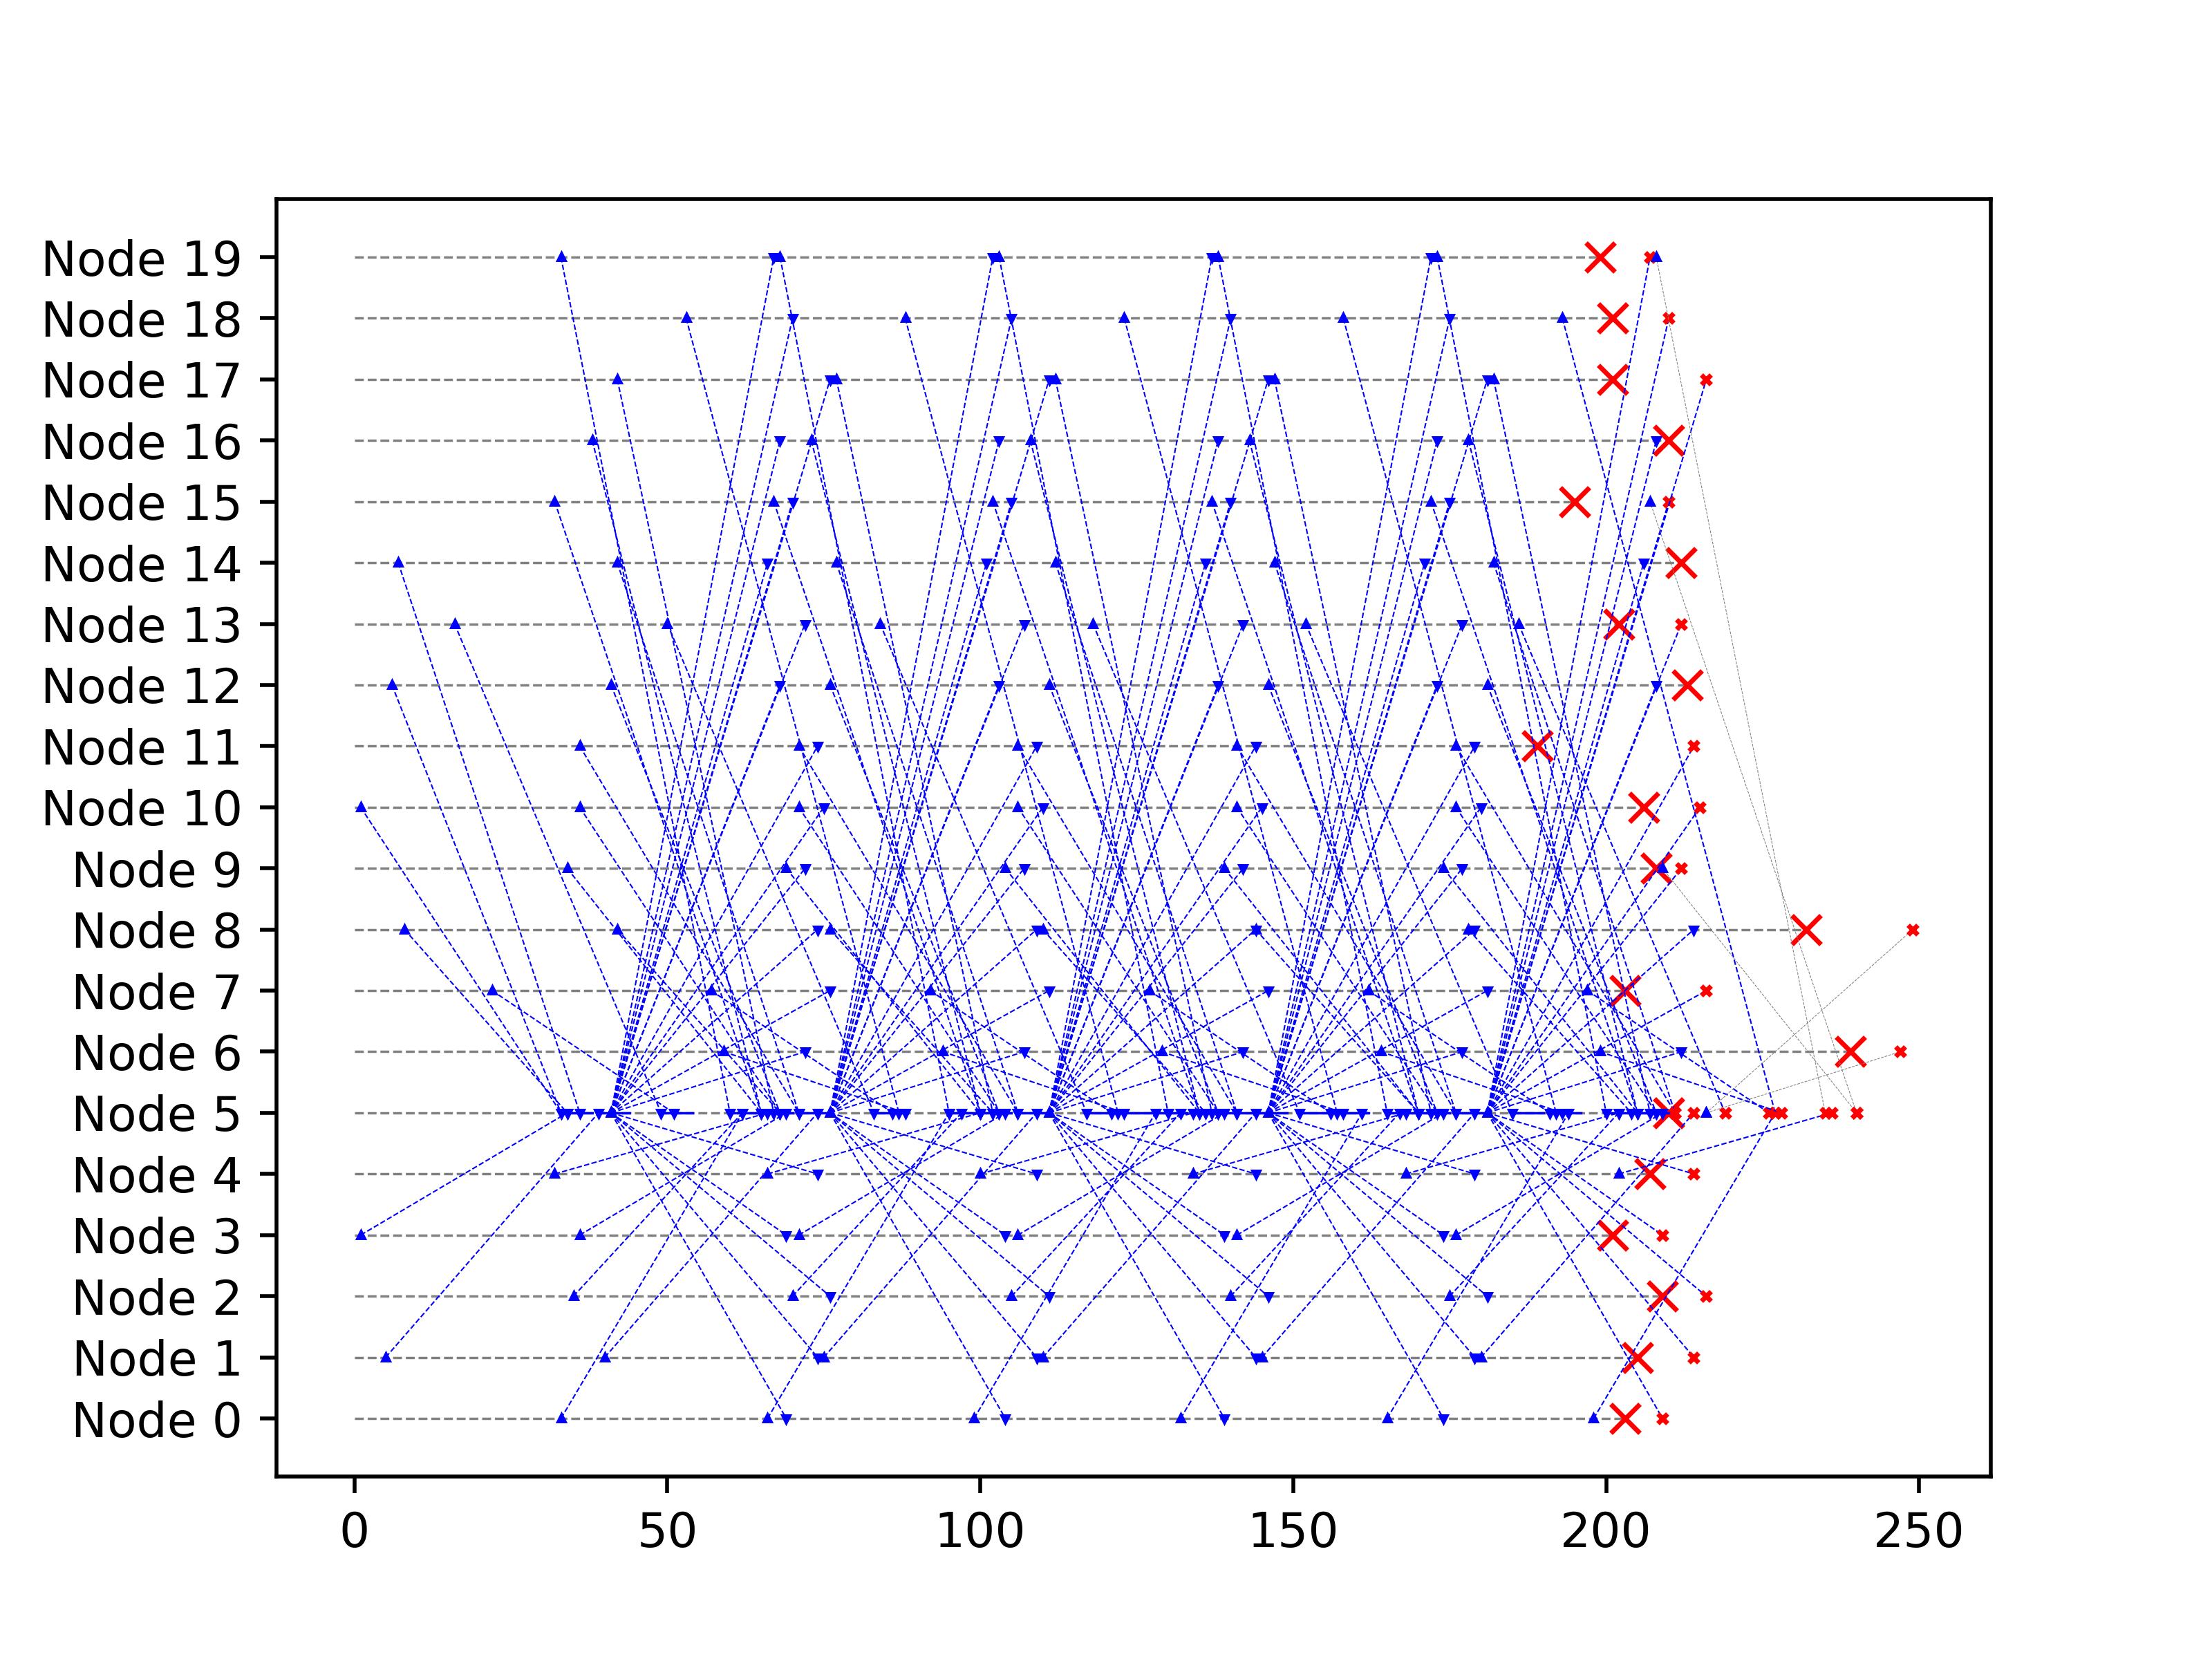 Node 19
Node 18
Node 17
Node 16
Node 15
Node 14
Node 13
Node 12
Node 11
Node 10
Node 9
Node 8
Node 7
Node 6
Node 5
Node 4
Node 3
Node 2
Node 1
Node 0
0 50 100 150 200 250